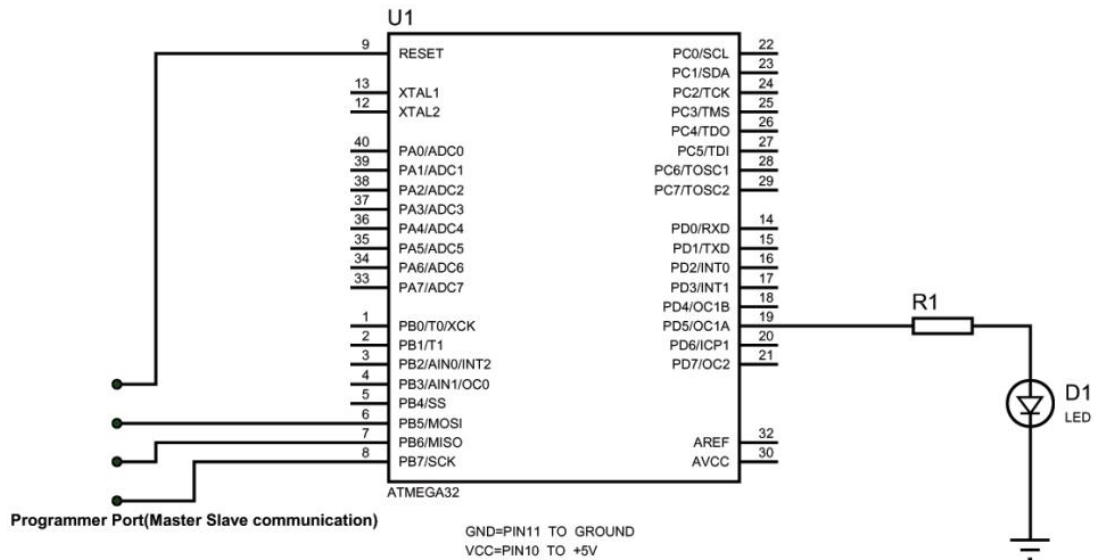 U1
9 RESET
13 XTAL1
12 XTAL2
40 PA0/ADC0
39 PA1/ADC1
38 PA2/ADC2
37 PA3/ADC3
36 PA4/ADC4
35 PA5/ADC5
34 PA6/ADC6
33 PA7/ADC7
1 PB0/T0/XCK
2 PB1/T1
3 PB2/AIN0/INT2
4 PB3/AIN1/OC0
5 PB4/SS
6 PB5/MOSI
7 PB6/MISO
8 PB7/SCK
PC0/SCL 22
PC1/SDA 23
PC2/TCK 24
PC3/TMS 25
PC4/TDO 26
PC5/TDI 27
PC6/TOSC1 28
PC7/TOSC2 29
PD0/RXD 14
PD1/TXD 15
PD2/INT0 16
PD3/INT1 17
PD4/OC1B 18
PD5/OC1A 19
PD6/ICP1 20
PD7/OC2 21
AREF 32
AVCC 30
ATMEGA32
R1
D1
LED
Programmer Port(Master Slave communication)
GND=PIN11 TO GROUND
VCC=PIN10 TO +5V